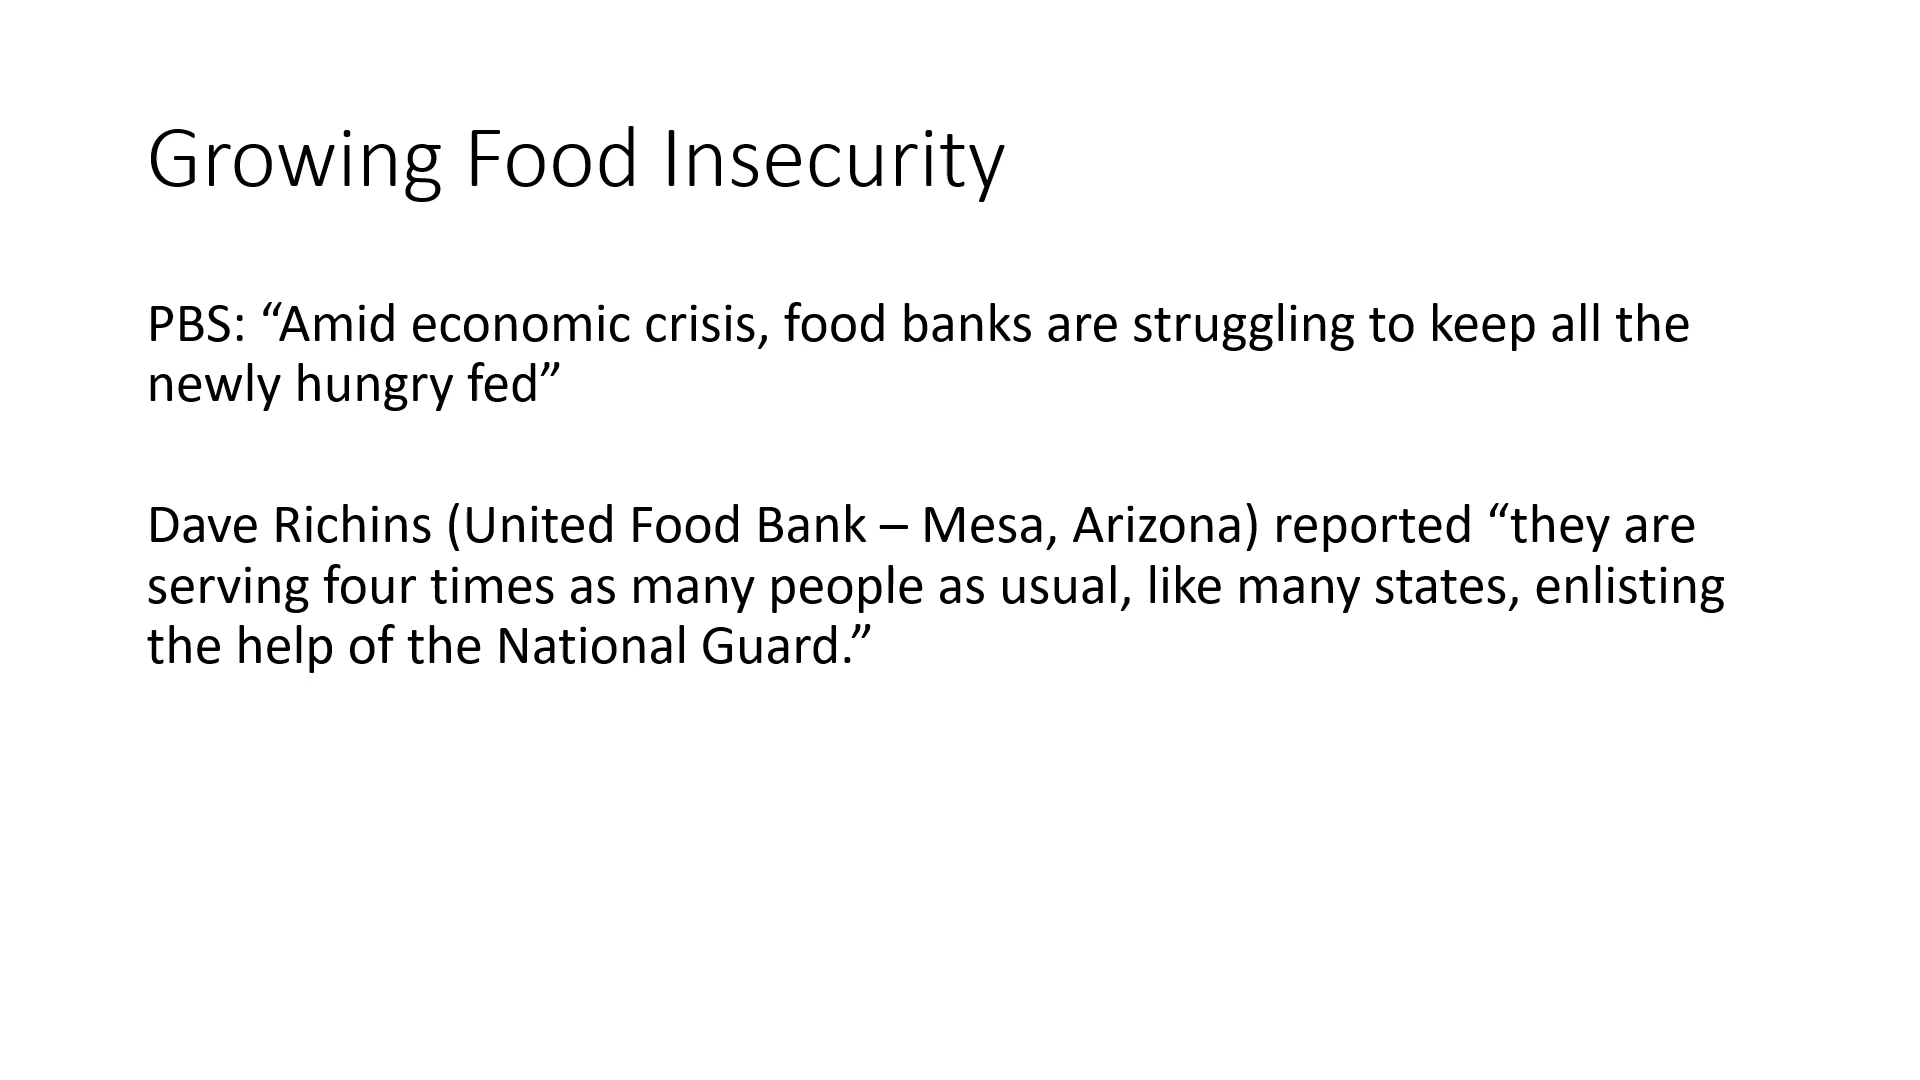 Growing Food Insecurity
PBS: “Amid economic crisis, food banks are struggling to keep all the
newly hungry fed”
Dave Richins (United Food Bank – Mesa, Arizona) reported “they are
serving four times as many people as usual, like many states, enlisting
the help of the National Guard.”